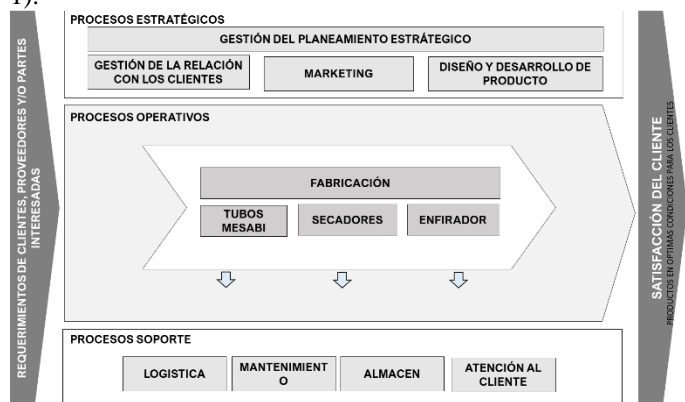 1).
REQUERIMIENTOS DE CLIENTES, PROVEEDORES Y/O PARTES
INTERESADAS
PROCESOS ESTRATÉGICOS
GESTIÓN DEL PLANEAMIENTO ESTRÁTEGICO
GESTIÓN DE LA RELACIÓN
CON LOS CLIENTES
MARKETING
DISEÑO Y DESARROLLO DE
PRODUCTO
PROCESOS OPERATIVOS
FABRICACIÓN
TUBOS
MESABI
SECADORES
ENFIRADOR
PROCESOS SOPORTE
LOGISTICA
MANTENIMIENT
O
ALMACEN
ATENCIÓN AL
CLIENTE
SATISFACCIÓN DEL CLIENTE
PRODUCTOS EN OPTIMAS CONDICIONES PARA LOS CLIENTES